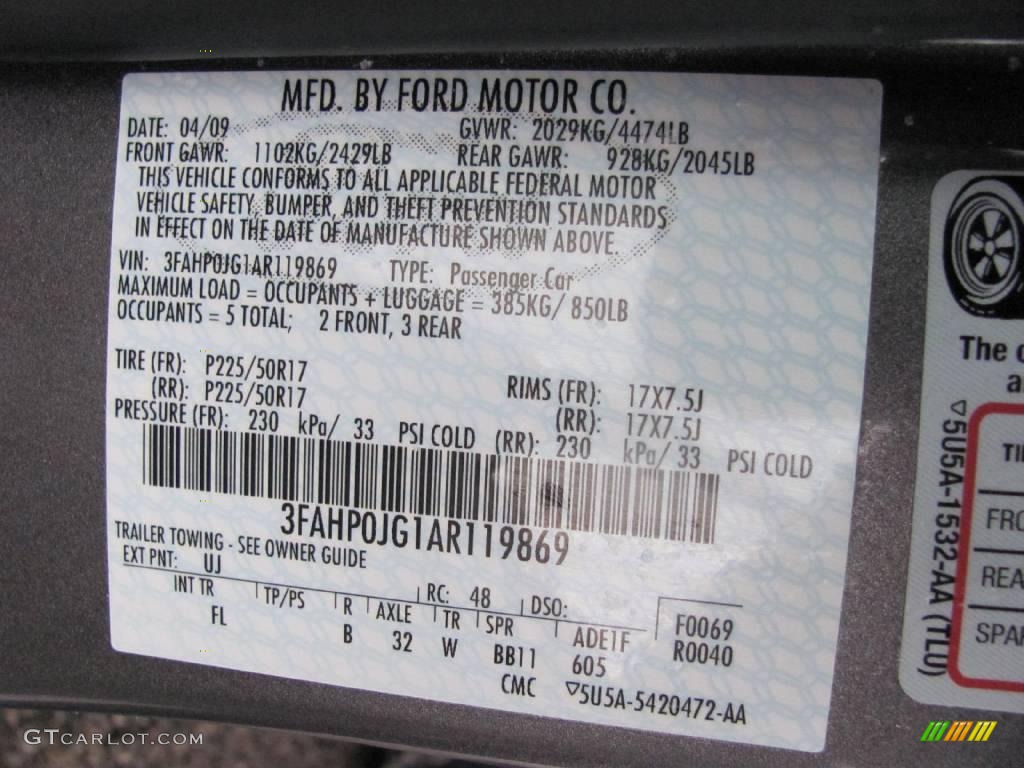 MFD. BY FORD MOTOR CO.
DATE: 04/09 GVWR: 2029KG/4474LB
FRONT GAWR: 1102KG/2429LB REAR GAWR: 928KG/2045LB
THIS VEHICLE CONFORMS TO ALL APPLICABLE FEDERAL MOTOR
VEHICLE SAFETY, BUMPER, AND THEFT PREVENTION STANDARDS
IN EFFECT ON THE DATE OF MANUFACTURE SHOWN ABOVE.
VIN: 3FAHP0JG1AR119869 TYPE: Passenger Car
MAXIMUM LOAD = OCCUPANTS + LUGGAGE = 385KG/ 850LB
OCCUPANTS = 5 TOTAL; 2 FRONT, 3 REAR
TIRE (FR): P225/50R17 RIMS (FR): 17X7.5J
(RR): P225/50R17 (RR): 17X7.5J
PRESSURE (FR): 230 kPa/ 33 PSI COLD (RR): 230 kPa/ 33 PSI COLD
3FAHP0JG1AR119869
TRAILER TOWING - SEE OWNER GUIDE
EXT PNT: UJ RC: 48 DSO:
INT TR TP/PS R AXLE TR SPR F0069
FL B 32 W BB11 ADE1F R0040
605
CMC ▽5U5A-5420472-AA
The
a
▽5U5A-1532-AA (TLU)
TI
FRO
REA
SPA
GTCARLOT.COM